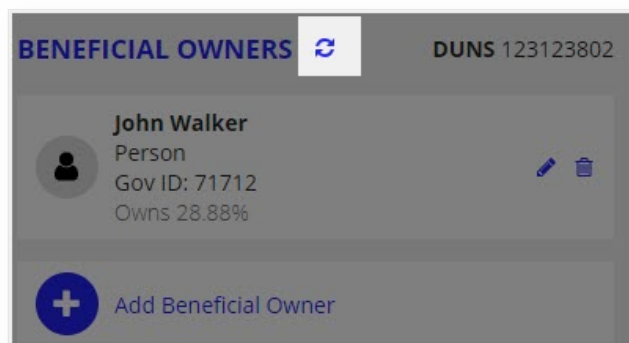 BENEFICIAL OWNERS DUNS 123123802
John Walker
Person
Gov ID: 71712
Owns 28.88%
Add Beneficial Owner